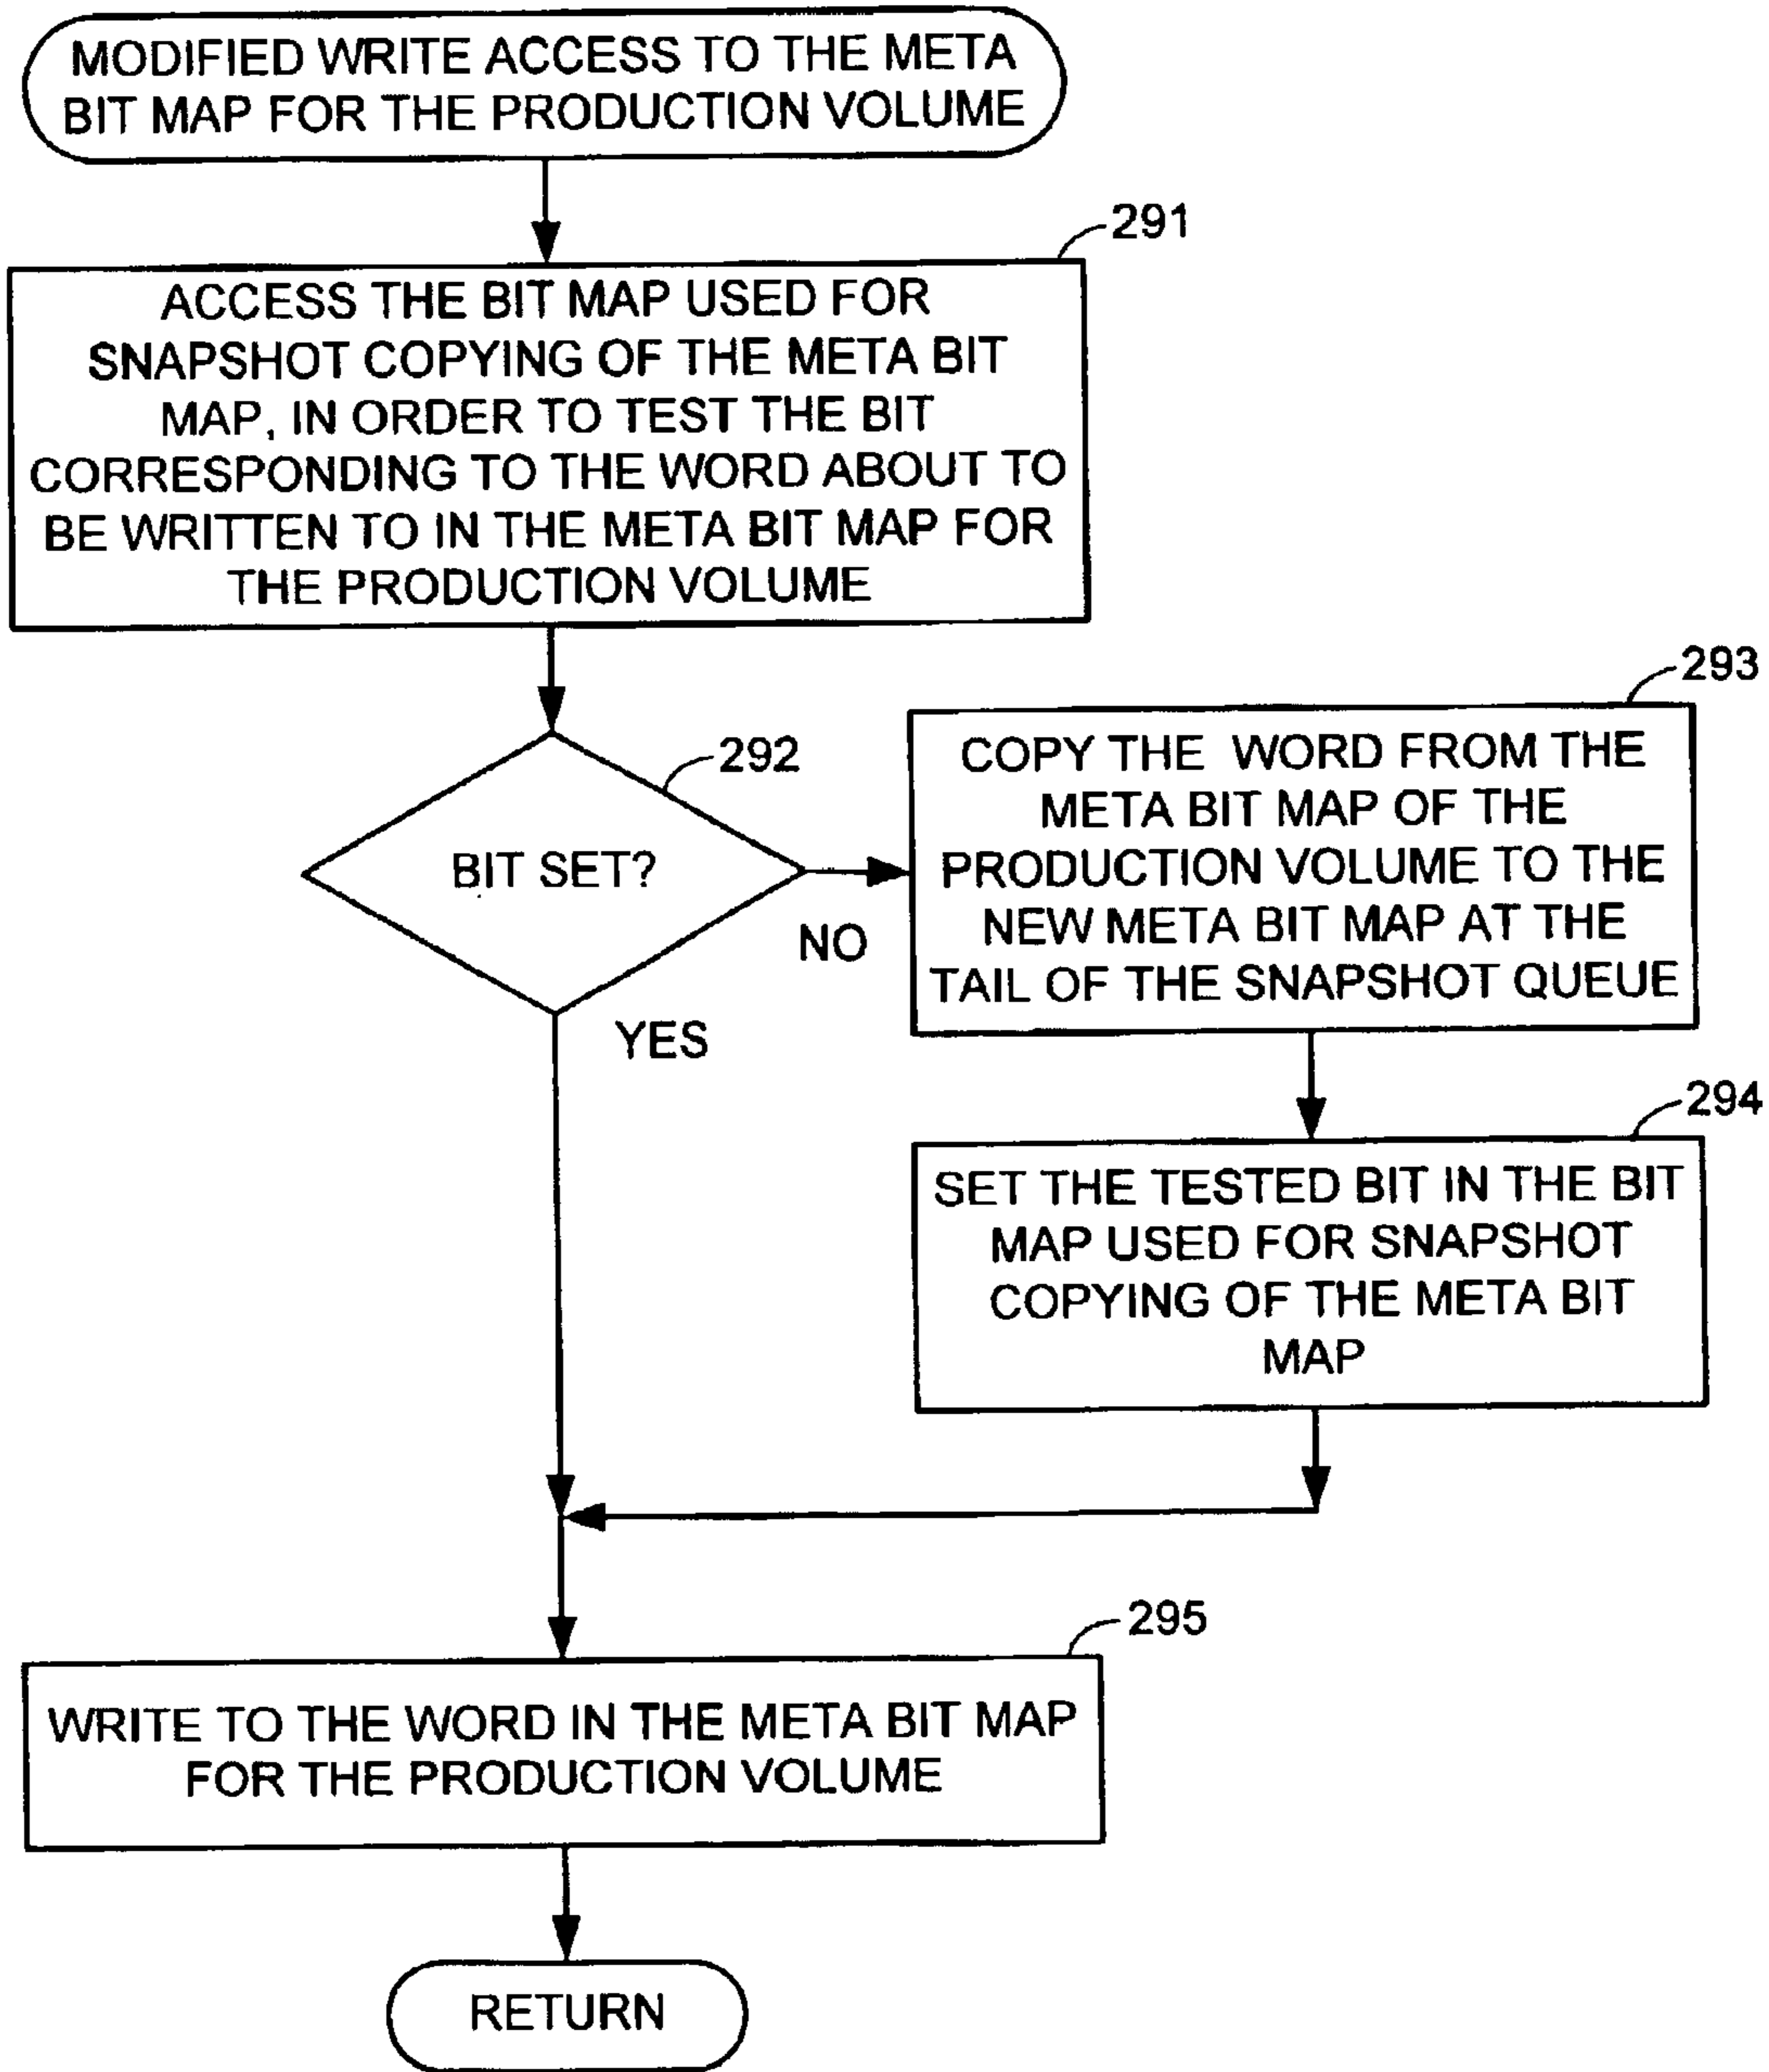 MODIFIED WRITE ACCESS TO THE META
BIT MAP FOR THE PRODUCTION VOLUME
291
ACCESS THE BIT MAP USED FOR
SNAPSHOT COPYING OF THE META BIT
MAP, IN ORDER TO TEST THE BIT
CORRESPONDING TO THE WORD ABOUT TO
BE WRITTEN TO IN THE META BIT MAP FOR
THE PRODUCTION VOLUME
292
BIT SET?
NO
YES
293
COPY THE WORD FROM THE
META BIT MAP OF THE
PRODUCTION VOLUME TO THE
NEW META BIT MAP AT THE
TAIL OF THE SNAPSHOT QUEUE
294
SET THE TESTED BIT IN THE BIT
MAP USED FOR SNAPSHOT
COPYING OF THE META BIT
MAP
295
WRITE TO THE WORD IN THE META BIT MAP
FOR THE PRODUCTION VOLUME
RETURN